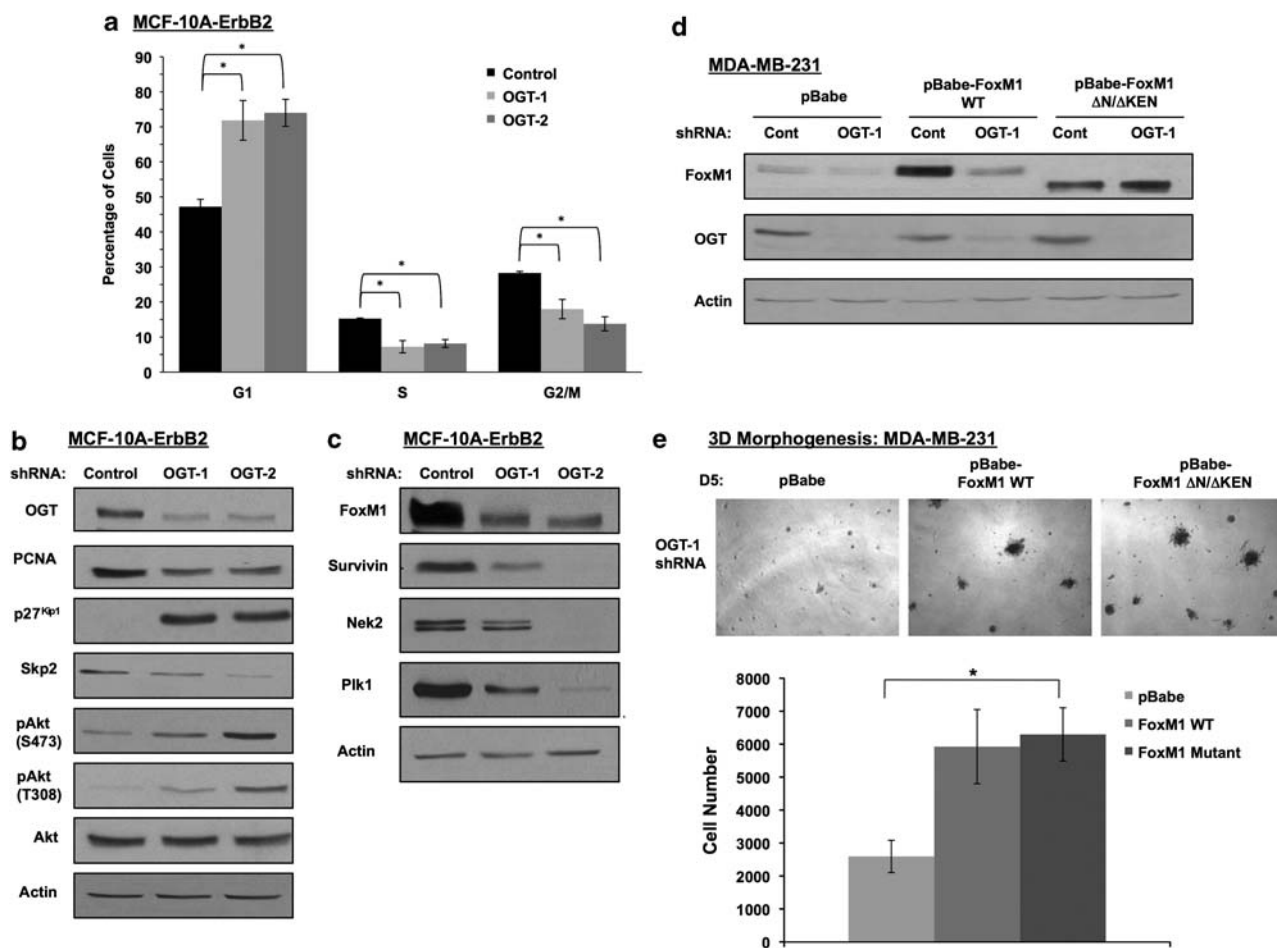 a MCF-10A-ErbB2
90
80
70
60
50
40
30
20
10
0
Percentage of Cells
* * * * * *
Control
OGT-1
OGT-2
G1 S G2/M
b MCF-10A-ErbB2
shRNA: Control OGT-1 OGT-2
OGT
PCNA
p27Kip1
Skp2
pAkt
(S473)
pAkt
(T308)
Akt
Actin
c MCF-10A-ErbB2
shRNA: Control OGT-1 OGT-2
FoxM1
Survivin
Nek2
Plk1
Actin
d
MDA-MB-231
pBabe
pBabe-FoxM1
WT
pBabe-FoxM1
ΔN/ΔKEN
shRNA: Cont OGT-1 Cont OGT-1 Cont OGT-1
FoxM1
OGT
Actin
e 3D Morphogenesis: MDA-MB-231
D5:
pBabe
pBabe-
FoxM1 WT
pBabe-
FoxM1 ΔN/ΔKEN
OGT-1
shRNA
*
8000
7000
6000
5000
4000
3000
2000
1000
0
Cell Number
pBabe
FoxM1 WT
FoxM1 Mutant